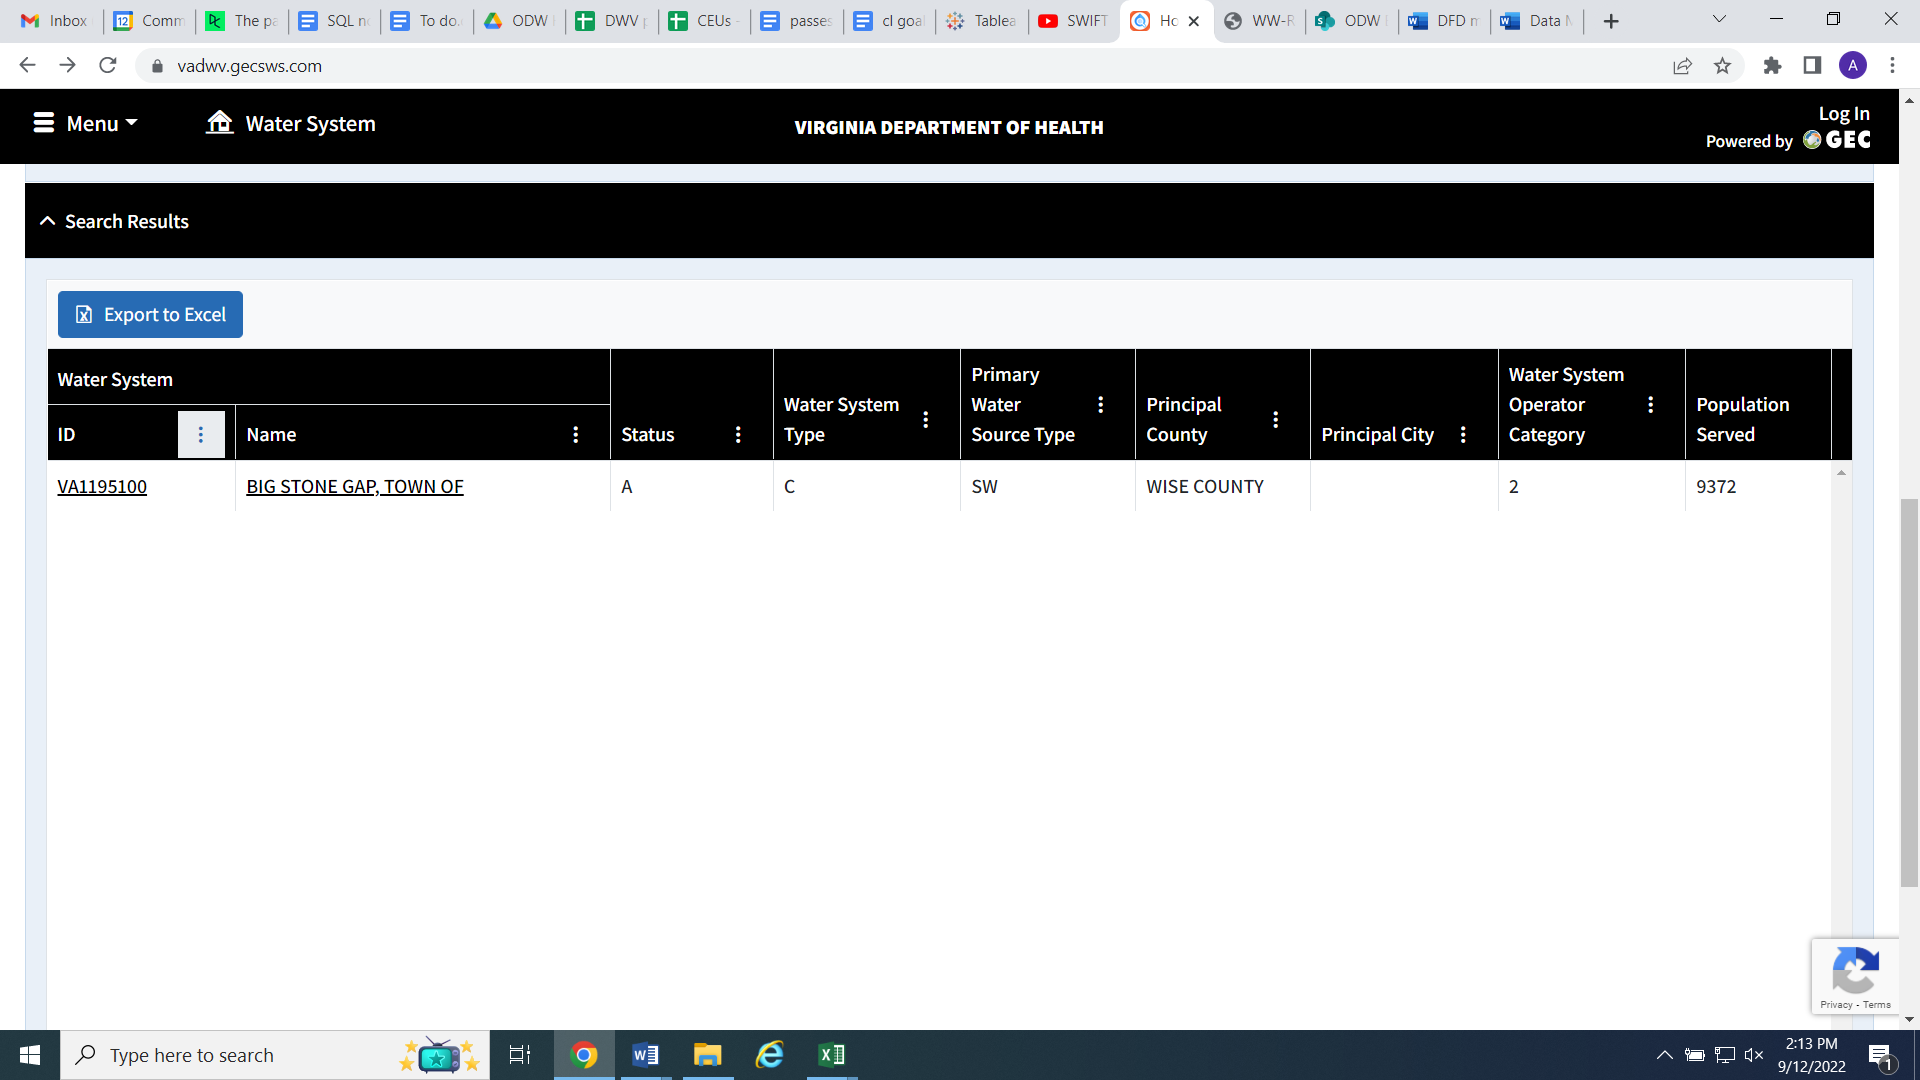 Inbox
12 Comm
The pa
SQL n
To do.
ODW
DWV p
CEUs -
passes
cl goal
Tablea
SWIFT
Ho
WW-R
ODW
DFD m
Data M
vadwv.gecsws.com
A
Menu
Water System
VIRGINIA DEPARTMENT OF HEALTH
Log In
Powered by GEC
Search Results
Export to Excel
Water System
ID
Name
Status
Water System
Type
Primary
Water
Source Type
Principal
County
Principal City
Water System
Operator
Category
Population
Served
VA1195100
BIG STONE GAP, TOWN OF
A
C
SW
WISE COUNTY
2
9372
Privacy - Terms
Type here to search
2:13 PM
9/12/2022
1